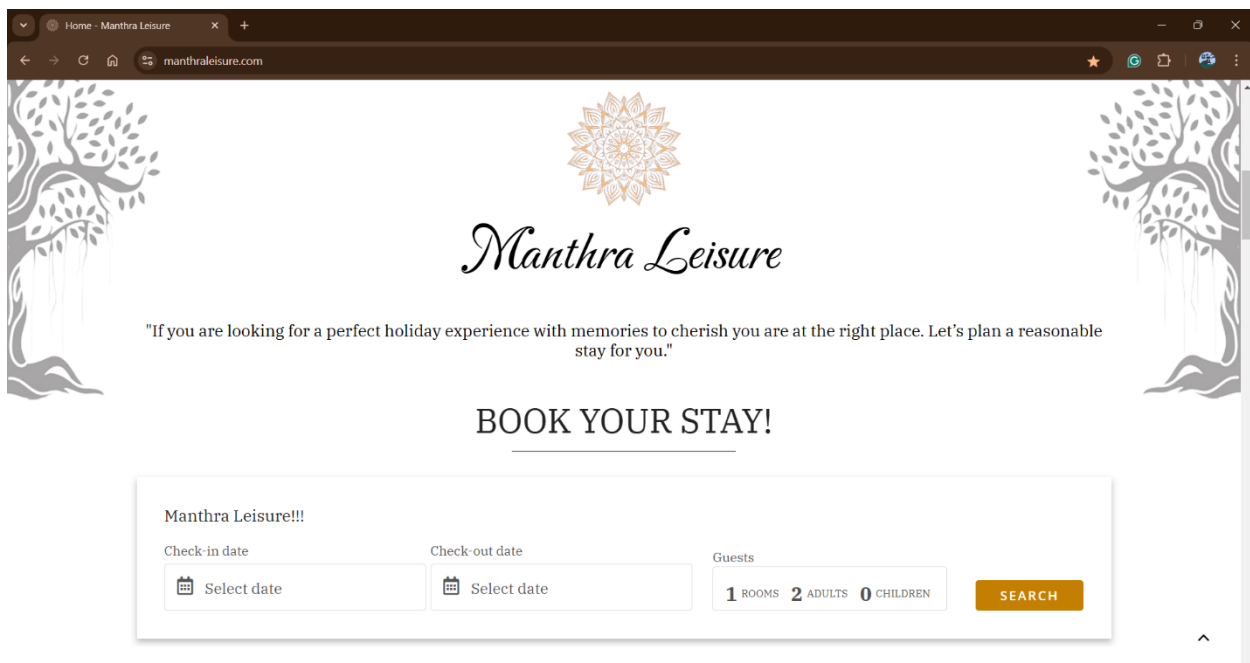 Home - Manthra Leisure
manthraleisure.com
Manthra Leisure
"If you are looking for a perfect holiday experience with memories to cherish you are at the right place. Let’s plan a reasonable
stay for you."
BOOK YOUR STAY!
Manthra Leisure!!!
Check-in date
Check-out date
Guests
Select date
Select date
1 ROOMS 2 ADULTS 0 CHILDREN
SEARCH